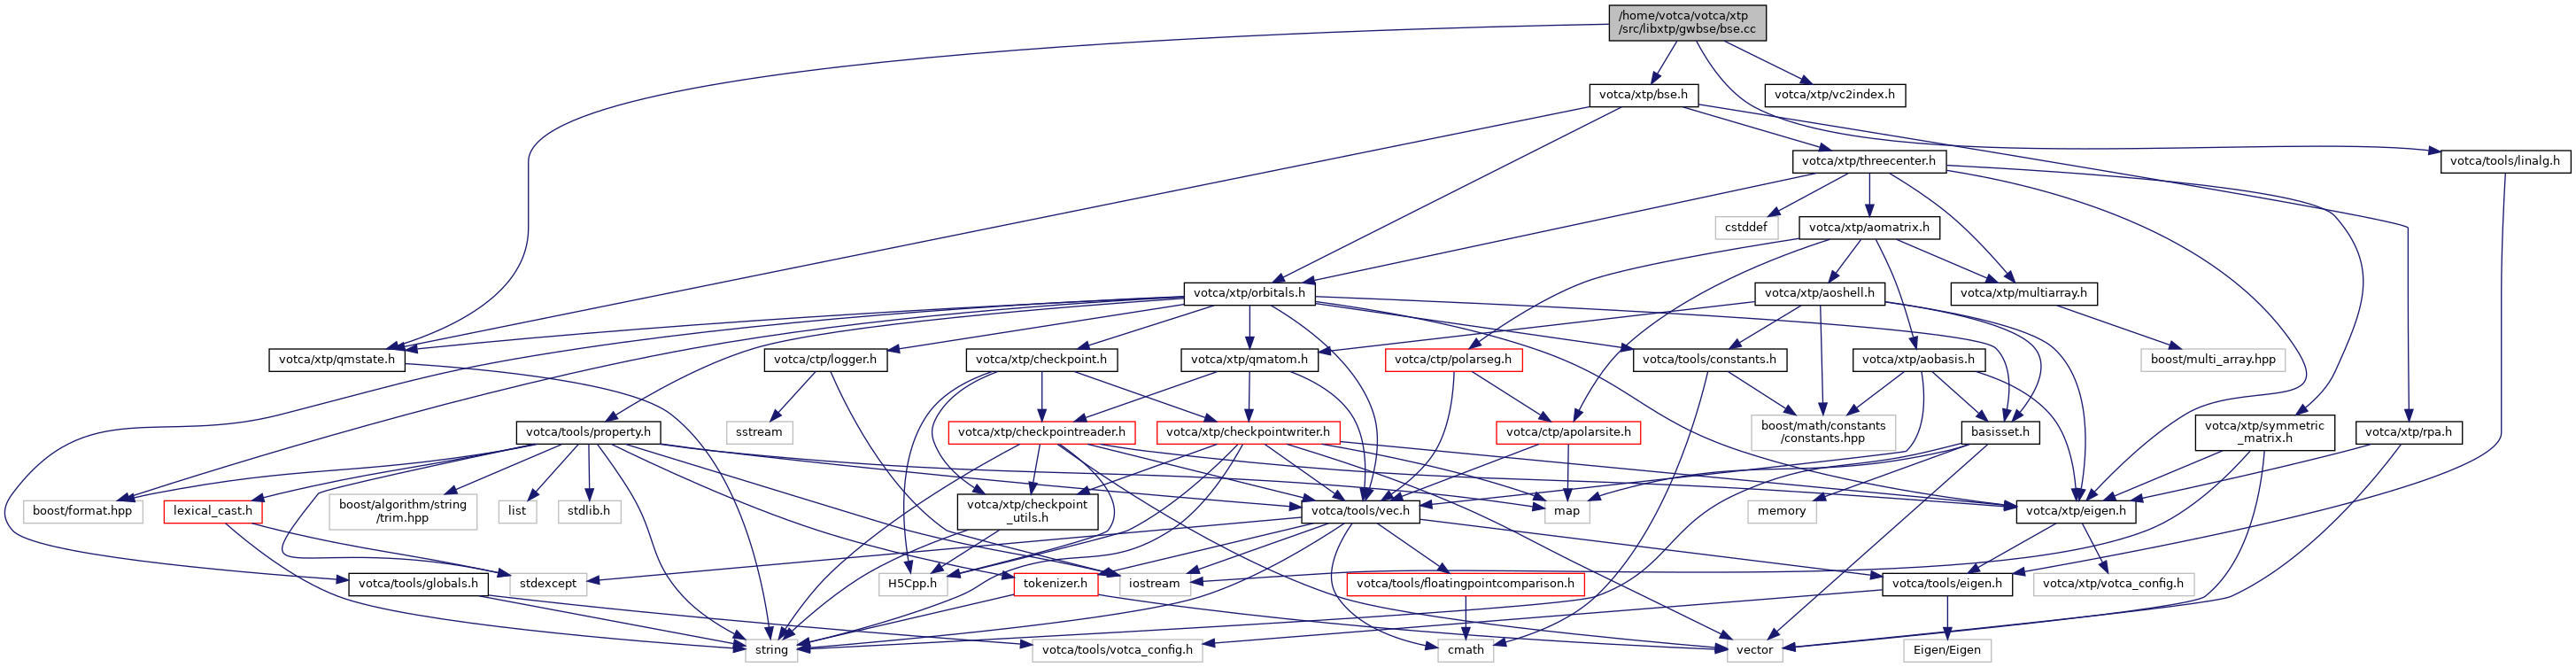 /home/votca/votca/xtp
/src/libxtp/gwbse/bse.cc
votca/xtp/bse.h
votca/xtp/vc2index.h
votca/xtp/threecenter.h
votca/tools/linalg.h
cstddef
votca/xtp/aomatrix.h
votca/xtp/orbitals.h
votca/xtp/aoshell.h
votca/xtp/multiarray.h
votca/xtp/qmstate.h
votca/ctp/logger.h
votca/xtp/checkpoint.h
votca/xtp/qmatom.h
votca/ctp/polarseg.h
votca/tools/constants.h
votca/xtp/aobasis.h
boost/multi_array.hpp
votca/tools/property.h
sstream
votca/xtp/checkpointreader.h
votca/xtp/checkpointwriter.h
votca/ctp/apolarsite.h
boost/math/constants
/constants.hpp
basisset.h
votca/xtp/symmetric
_matrix.h
votca/xtp/rpa.h
boost/format.hpp
lexical_cast.h
boost/algorithm/string
/trim.hpp
list
stdlib.h
votca/xtp/checkpoint
_utils.h
votca/tools/vec.h
map
memory
votca/xtp/eigen.h
votca/tools/globals.h
stdexcept
H5Cpp.h
tokenizer.h
iostream
votca/tools/floatingpointcomparison.h
votca/tools/eigen.h
votca/xtp/votca_config.h
string
votca/tools/votca_config.h
cmath
vector
Eigen/Eigen